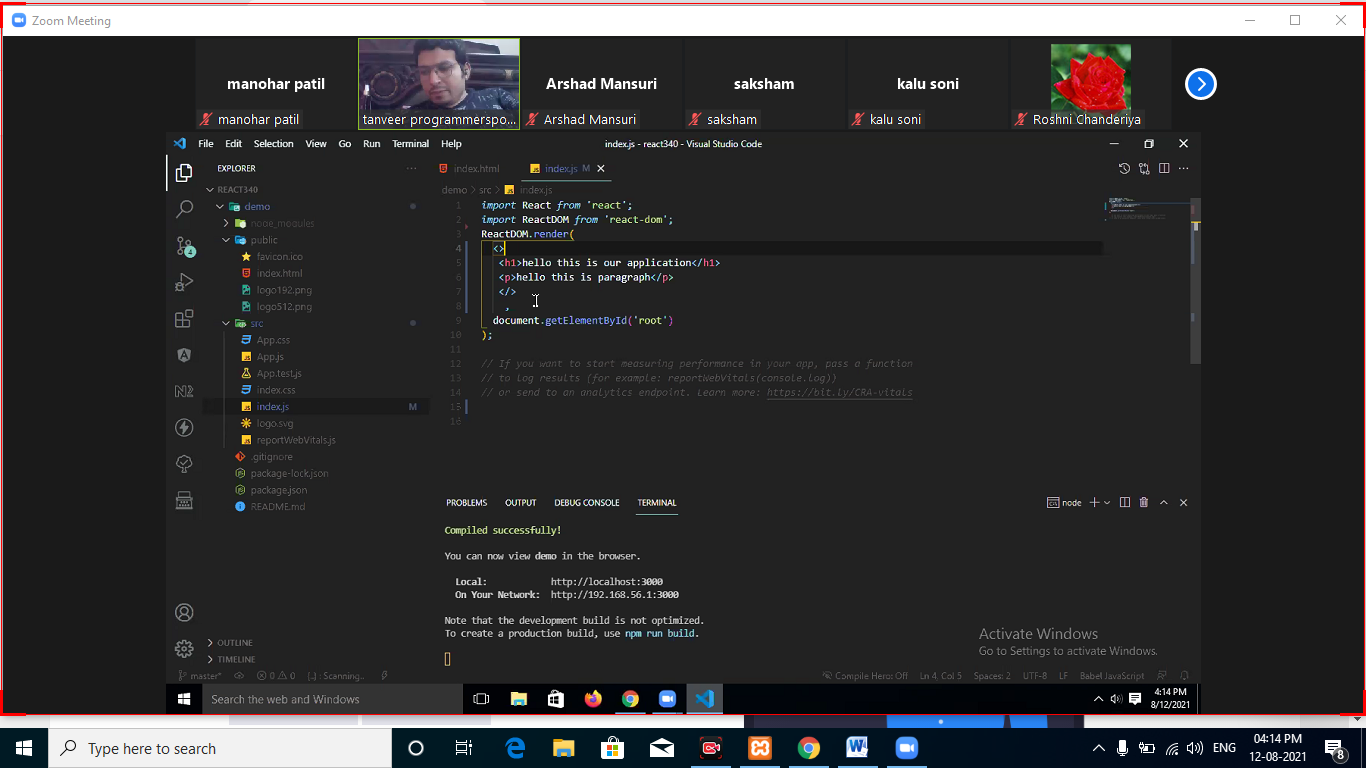 Zoom Meeting
manohar patil
Arshad Mansuri
saksham
kalu soni
manohar patil
tanveer programmerspo...
Arshad Mansuri
saksham
kalu soni
Roshni Chanderiya
File Edit Selection View Go Run Terminal Help
index.js - react340 - Visual Studio Code
EXPLORER
REACT340
demo
node_modules
public
favicon.ico
index.html
logo192.png
logo512.png
src
App.css
App.js
App.test.js
index.css
index.js M
logo.svg
reportWebVitals.js
.gitignore
package-lock.json
package.json
README.md
OUTLINE
TIMELINE
index.html
index.js M
demo > src > index.js
1 import React from 'react';
2 import ReactDOM from 'react-dom';
3 ReactDOM.render(
4 <>
5 <h1>hello this is our application</h1>
6 <p>hello this is paragraph</p>
7 </>
8 ,
9 document.getElementById('root')
10 );
11
12 // If you want to start measuring performance in your app, pass a function
13 // to log results (for example: reportWebVitals(console.log))
14 // or send to an analytics endpoint. Learn more: https://bit.ly/CRA-vitals
15
16
PROBLEMS OUTPUT DEBUG CONSOLE TERMINAL
node
Compiled successfully!
You can now view demo in the browser.
Local: http://localhost:3000
On Your Network: http://192.168.56.1:3000
Note that the development build is not optimized.
To create a production build, use npm run build.
Activate Windows
Go to Settings to activate Windows.
master* 0 0 [..] : Scanning..
Compile Hero: Off Ln 4, Col 5 Spaces: 2 UTF-8 LF Babel JavaScript
Search the web and Windows
4:14 PM
8/12/2021
Type here to search
ENG
04:14 PM
12-08-2021
8